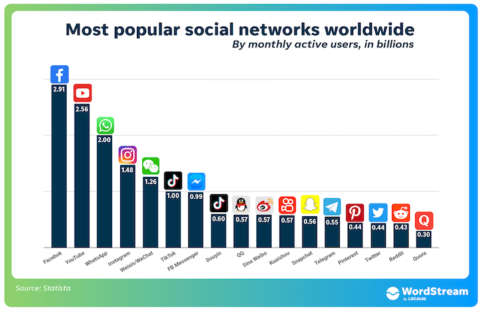 Most popular social networks worldwide
By monthly active users, in billions
2.91
2.56
2.00
1.48
1.26
1.00
0.99
0.60
0.57
0.57
0.57
0.56
0.55
0.44
0.44
0.43
0.30
Facebook
YouTube
WhatsApp
Instagram
Weixin/WeChat
TikTok
FB Messenger
Douyin
QQ
Sina Weibo
Kuaishou
Snapchat
Telegram
Pinterest
Twitter
Reddit
Quora
Source: Statista
WordStream
by LOCALiQ